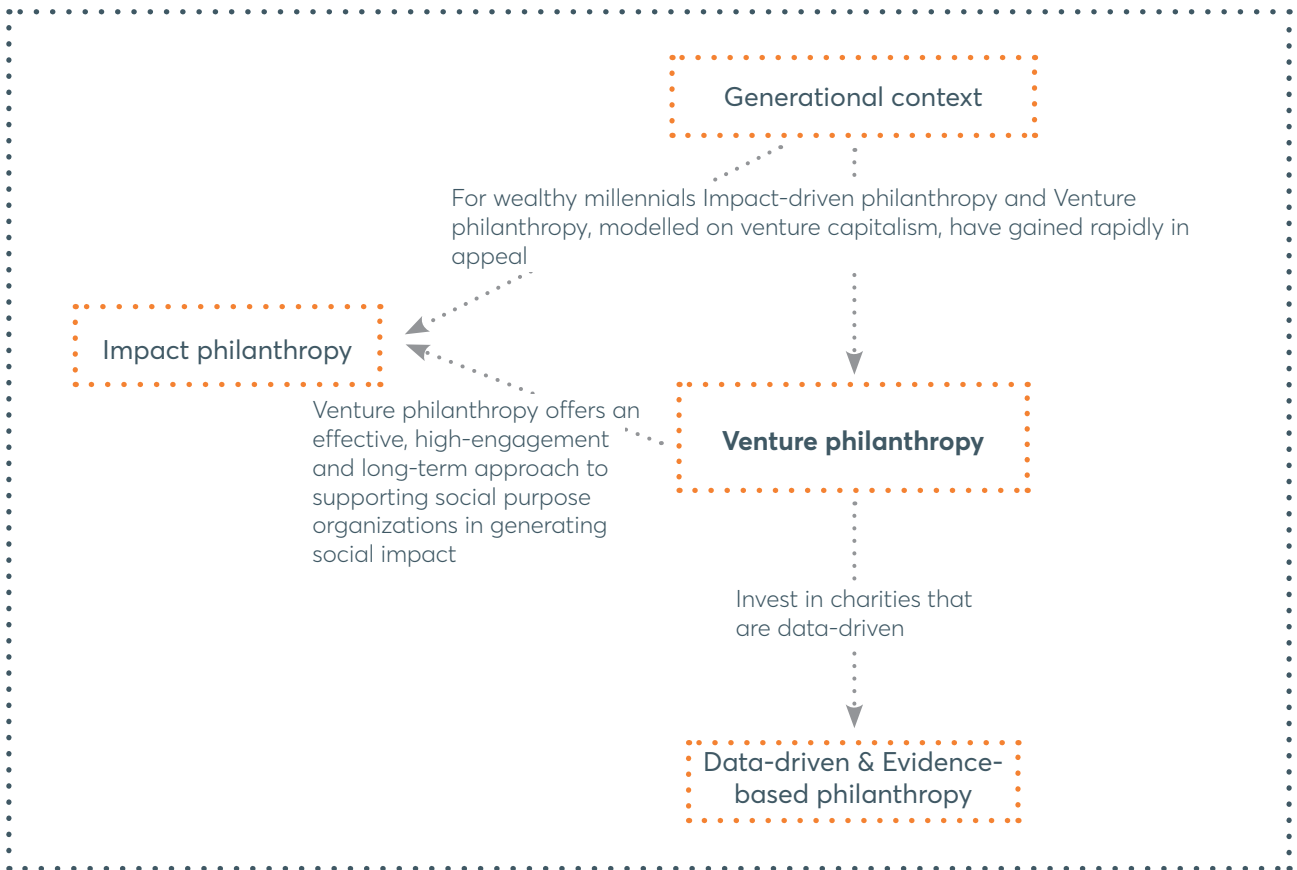 Generational context
For wealthy millennials Impact-driven philanthropy and Venture
philanthropy, modelled on venture capitalism, have gained rapidly in
appeal
Impact philanthropy
Venture philanthropy offers an
effective, high-engagement
and long-term approach to
supporting social purpose
organizations in generating
social impact
Venture philanthropy
Invest in charities that
are data-driven
Data-driven & Evidence-
based philanthropy